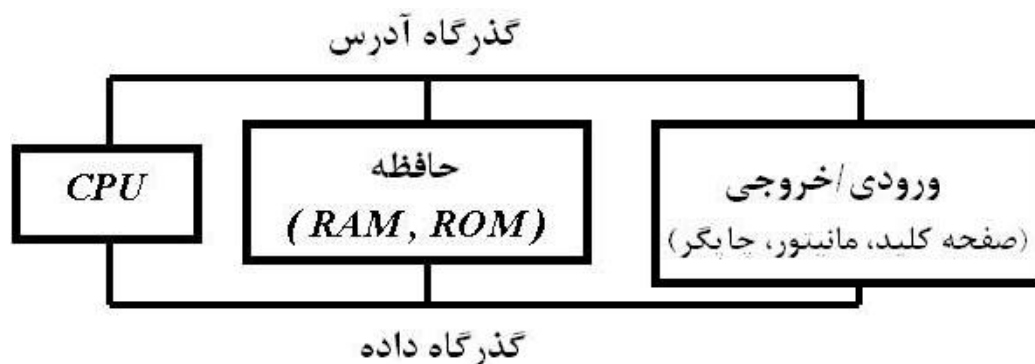 گذرگاه آدرس
CPU
حافظه
(RAM, ROM)
ورودی/خروجی
(صفحه کلید، مانیتور، چاپگر)
گذرگاه داده